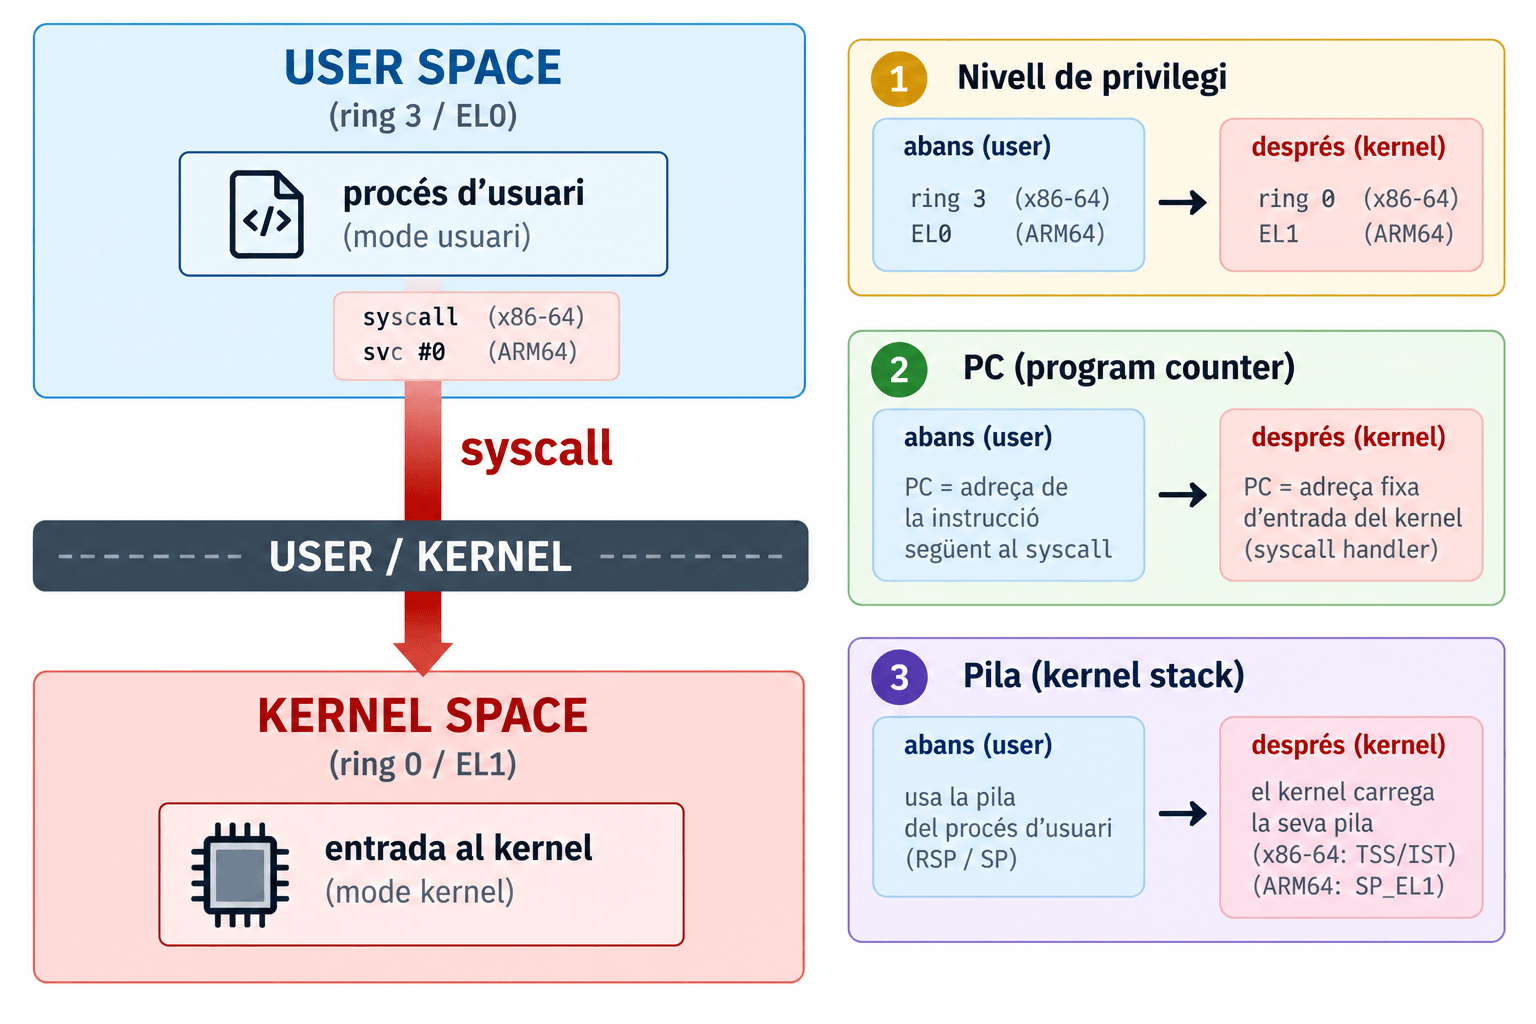 USER SPACE
(ring 3 / EL0)
procés d’usuari
(mode usuari)
syscall (x86-64)
svc #0 (ARM64)
syscall
USER / KERNEL
KERNEL SPACE
(ring 0 / EL1)
entrada al kernel
(mode kernel)
1 Nivell de privilegi
abans (user)
ring 3 (x86-64)
EL0 (ARM64)
després (kernel)
ring 0 (x86-64)
EL1 (ARM64)
2 PC (program counter)
abans (user)
PC = adreça de
la instrucció
següent al syscall
després (kernel)
PC = adreça fixa
d’entrada del kernel
(syscall handler)
3 Pila (kernel stack)
abans (user)
usa la pila
del procés d’usuari
(RSP / SP)
després (kernel)
el kernel carrega
la seva pila
(x86-64: TSS/IST)
(ARM64: SP_EL1)